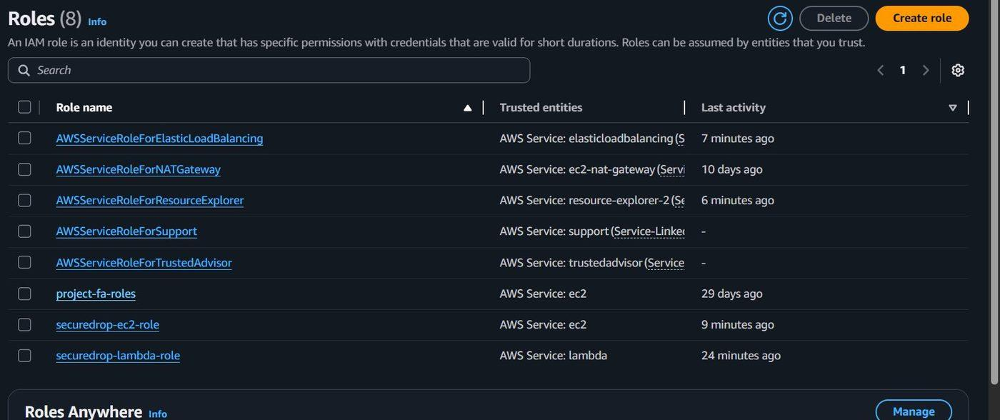 Roles (8) Info
Delete
Create role
An IAM role is an identity you can create that has specific permissions with credentials that are valid for short durations. Roles can be assumed by entities that you trust.
Search
1
Role name Trusted entities Last activity
AWSServiceRoleForElasticLoadBalancing AWS Service: elasticloadbalancing (S 7 minutes ago
AWSServiceRoleForNATGateway AWS Service: ec2-nat-gateway (Servi 10 days ago
AWSServiceRoleForResourceExplorer AWS Service: resource-explorer-2 (Se 6 minutes ago
AWSServiceRoleForSupport AWS Service: support (Service-Linked -
AWSServiceRoleForTrustedAdvisor AWS Service: trustedadvisor (Service -
project-fa-roles AWS Service: ec2 29 days ago
securedrop-ec2-role AWS Service: ec2 9 minutes ago
securedrop-lambda-role AWS Service: lambda 24 minutes ago
Roles Anywhere Info
Manage